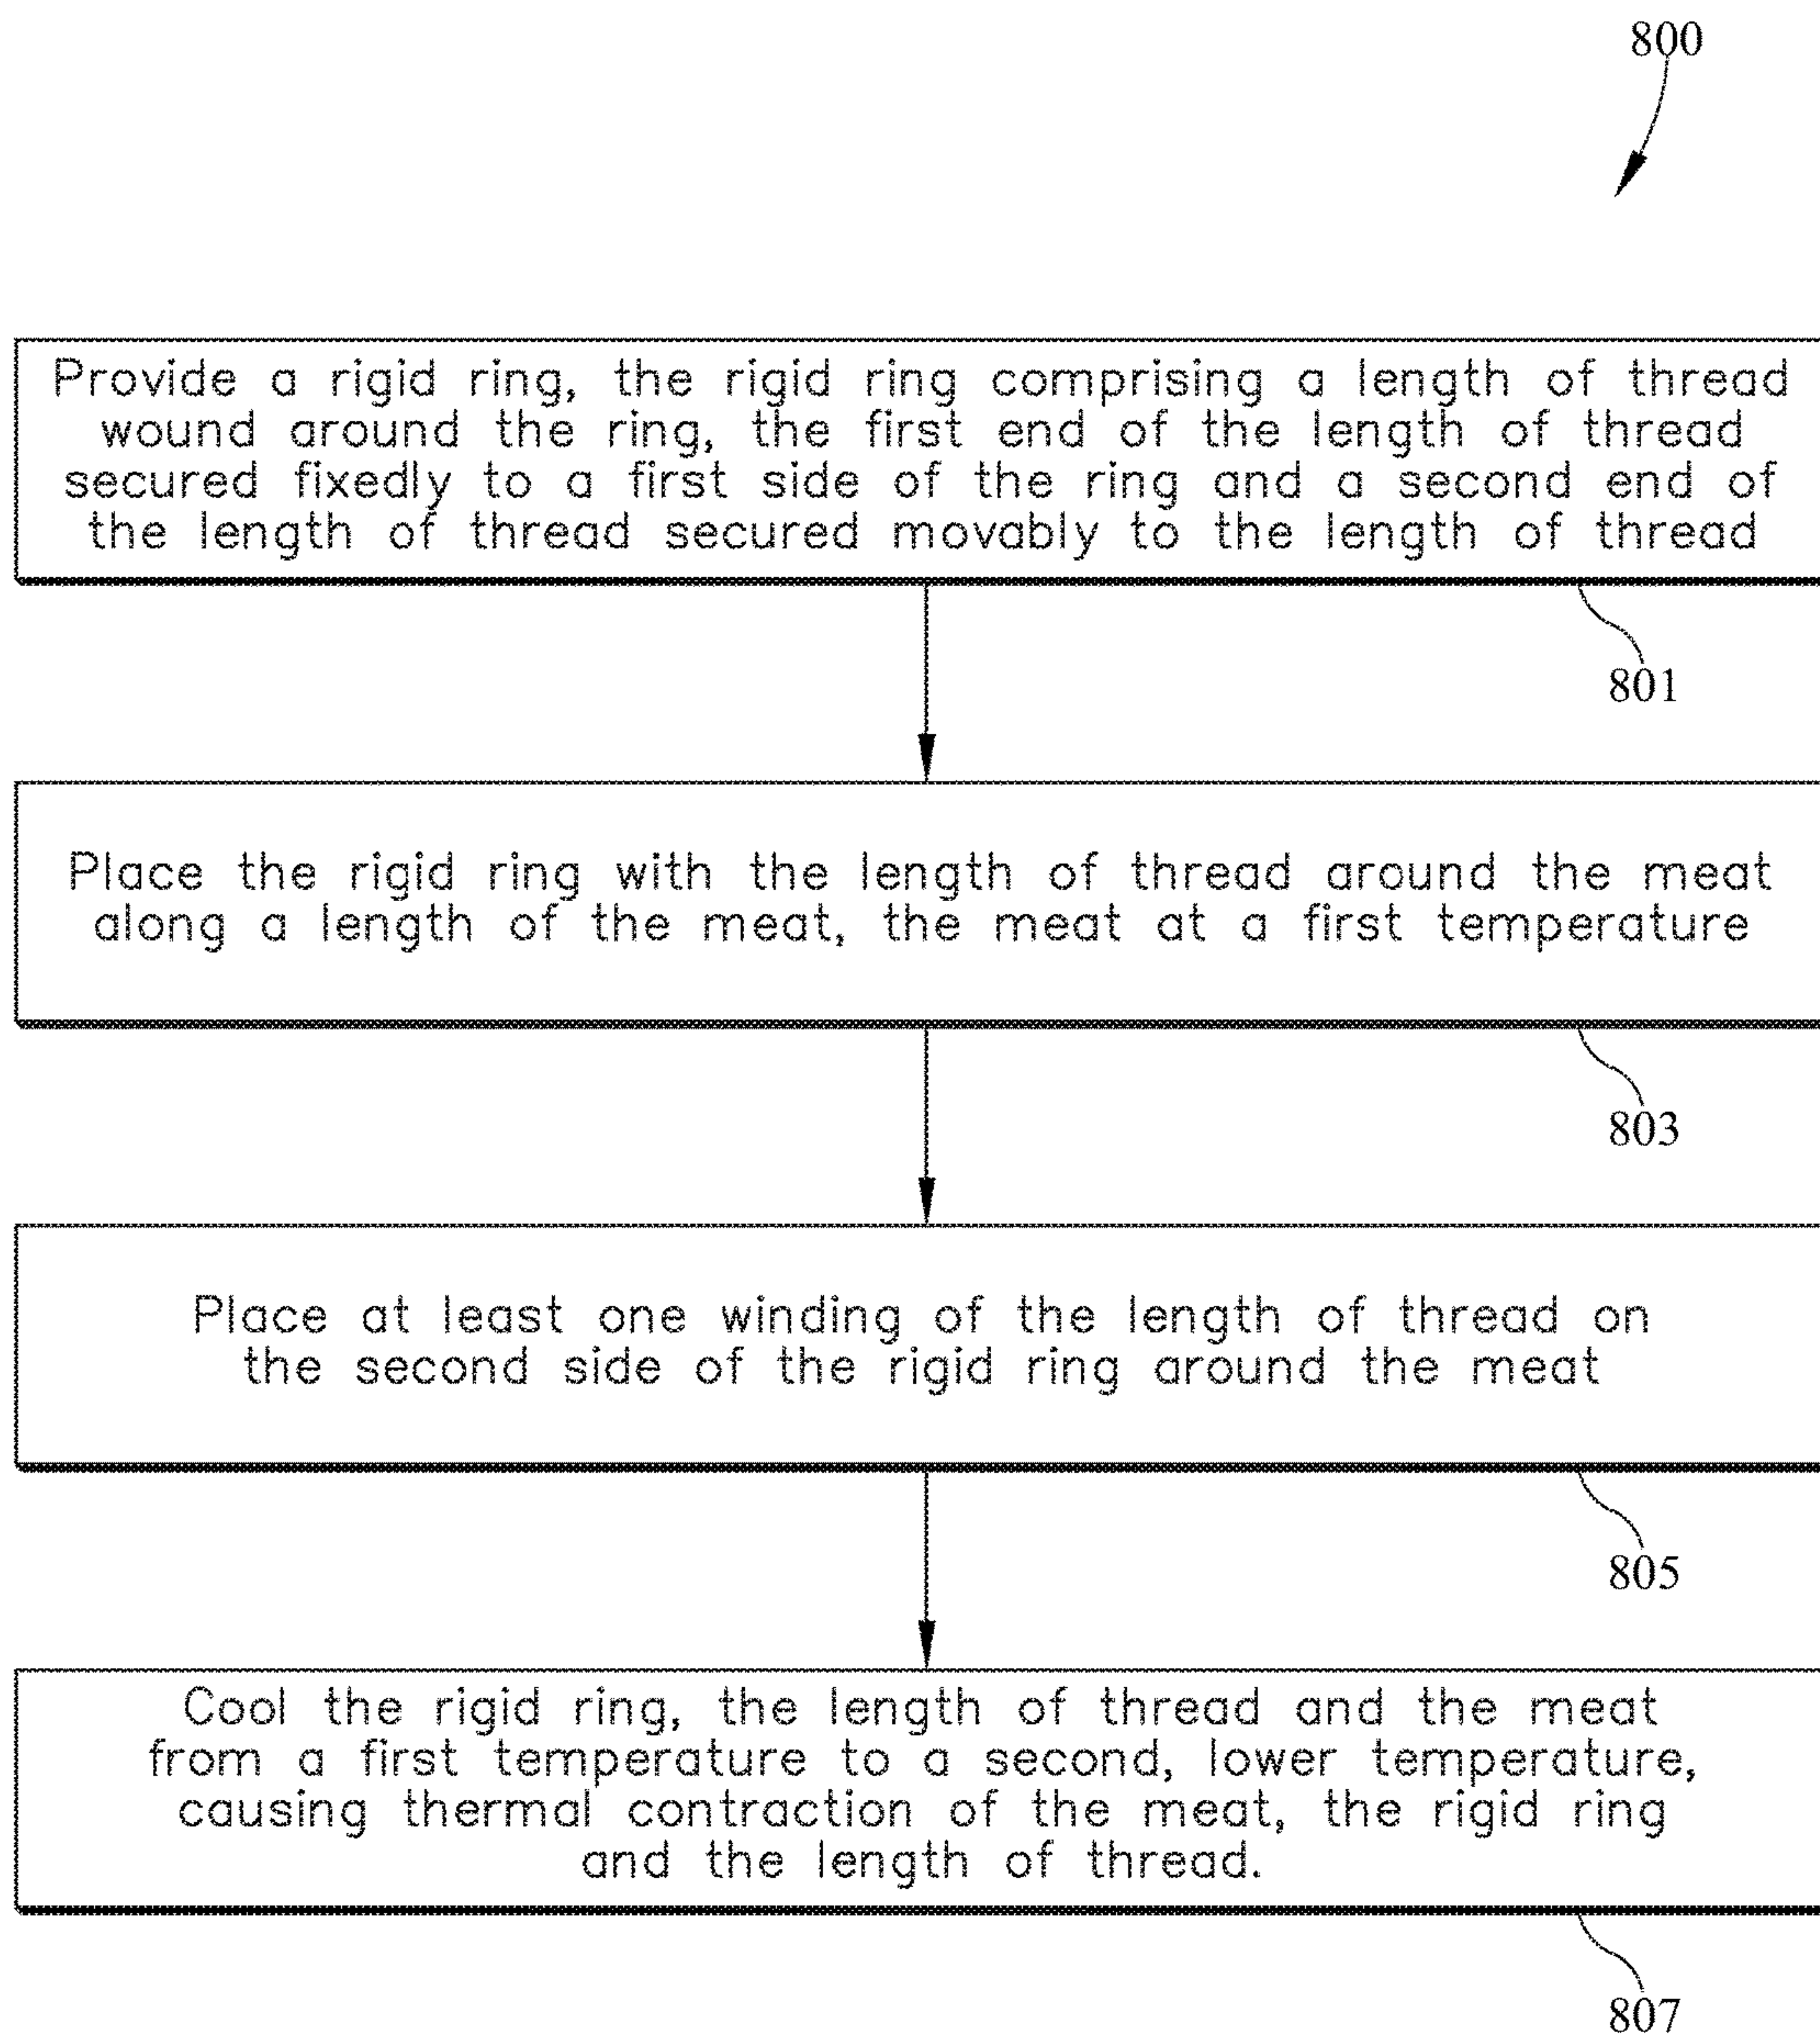 800
Provide a rigid ring, the rigid ring comprising a length of thread
wound around the ring, the first end of the length of thread
secured fixedly to a first side of the ring and a second end of
the length of thread secured movably to the length of thread
801
Place the rigid ring with the length of thread around the meat
along a length of the meat, the meat at a first temperature
803
Place at least one winding of the length of thread on
the second side of the rigid ring around the meat
805
Cool the rigid ring, the length of thread and the meat
from a first temperature to a second, lower temperature,
causing thermal contraction of the meat, the rigid ring
and the length of thread.
807